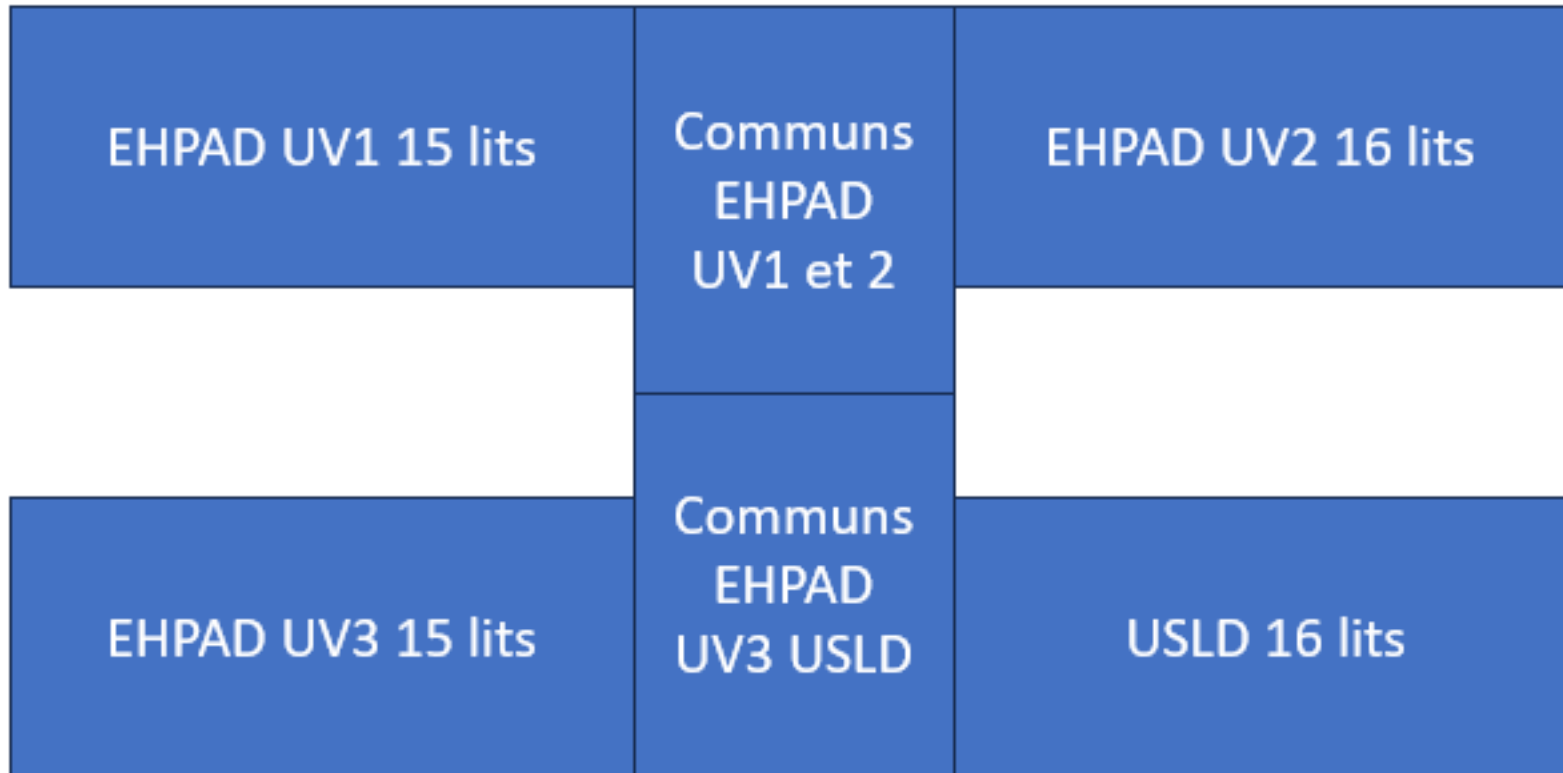 EHPAD UV1 15 lits
Communs
EHPAD
UV1 et 2
EHPAD UV2 16 lits
EHPAD UV3 15 lits
Communs
EHPAD
UV3 USLD
USLD 16 lits